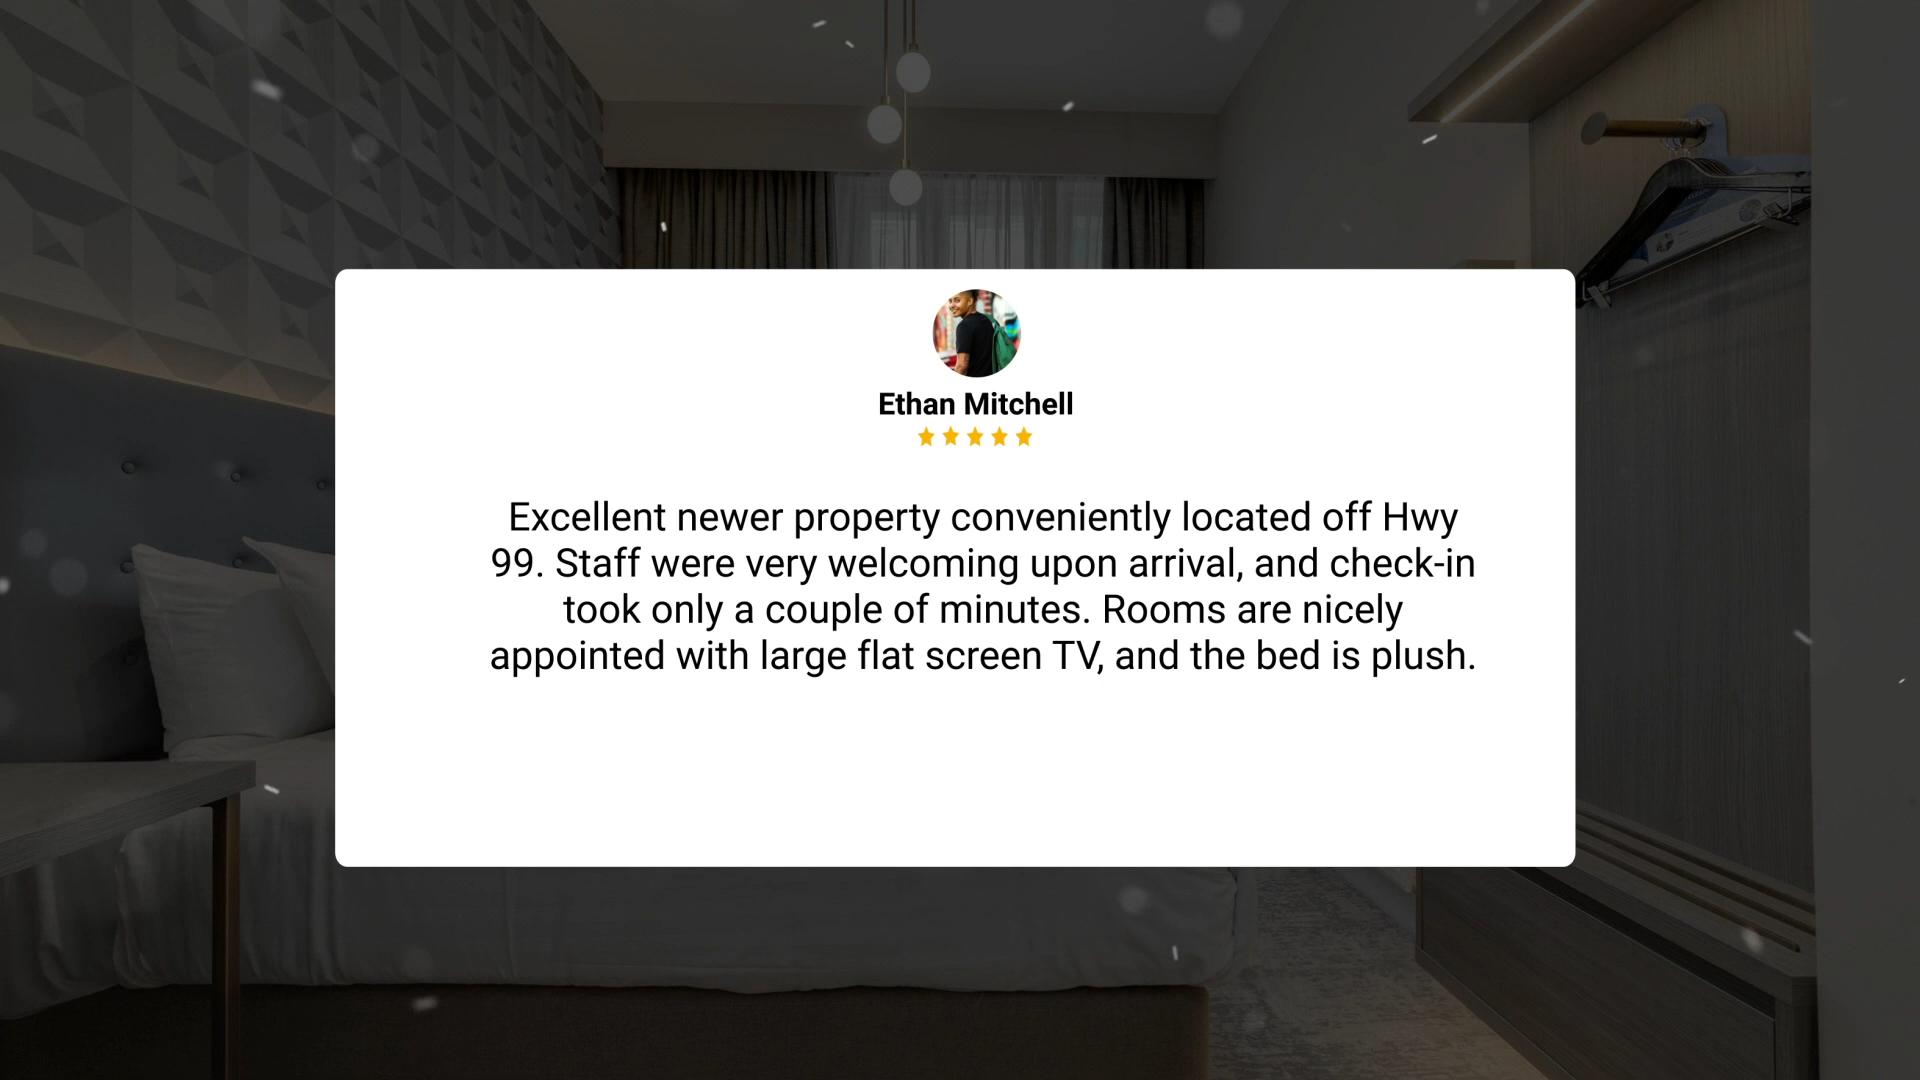 Ethan Mitchell
Excellent newer property conveniently located off Hwy
99. Staff were very welcoming upon arrival, and check-in
took only a couple of minutes. Rooms are nicely
appointed with large flat screen TV, and the bed is plush.